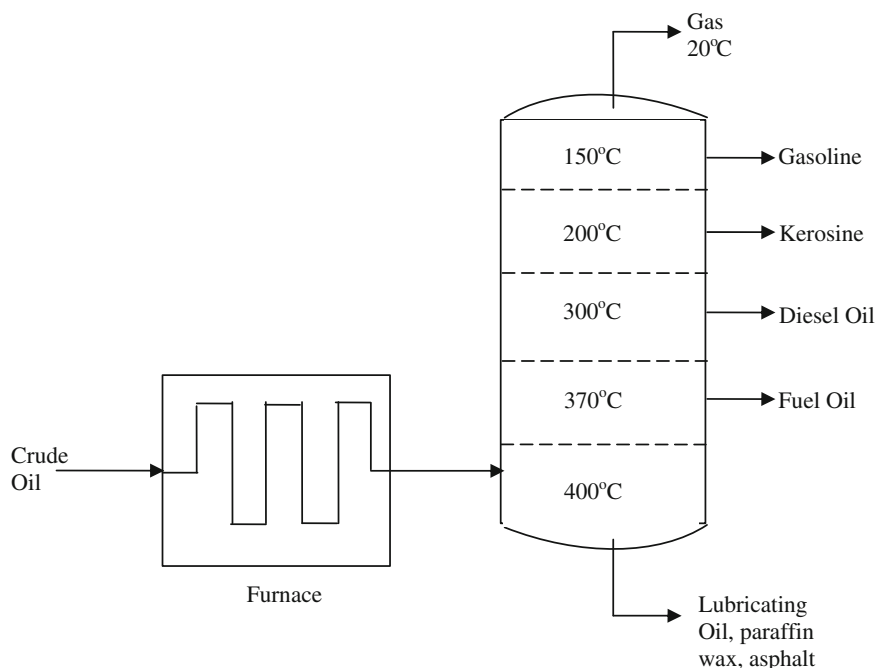 Gas
20°C
150°C
Gasoline
200°C
Kerosine
300°C
Diesel Oil
370°C
Fuel Oil
Crude
Oil
400°C
Furnace
Lubricating
Oil, paraffin
wax, asphalt